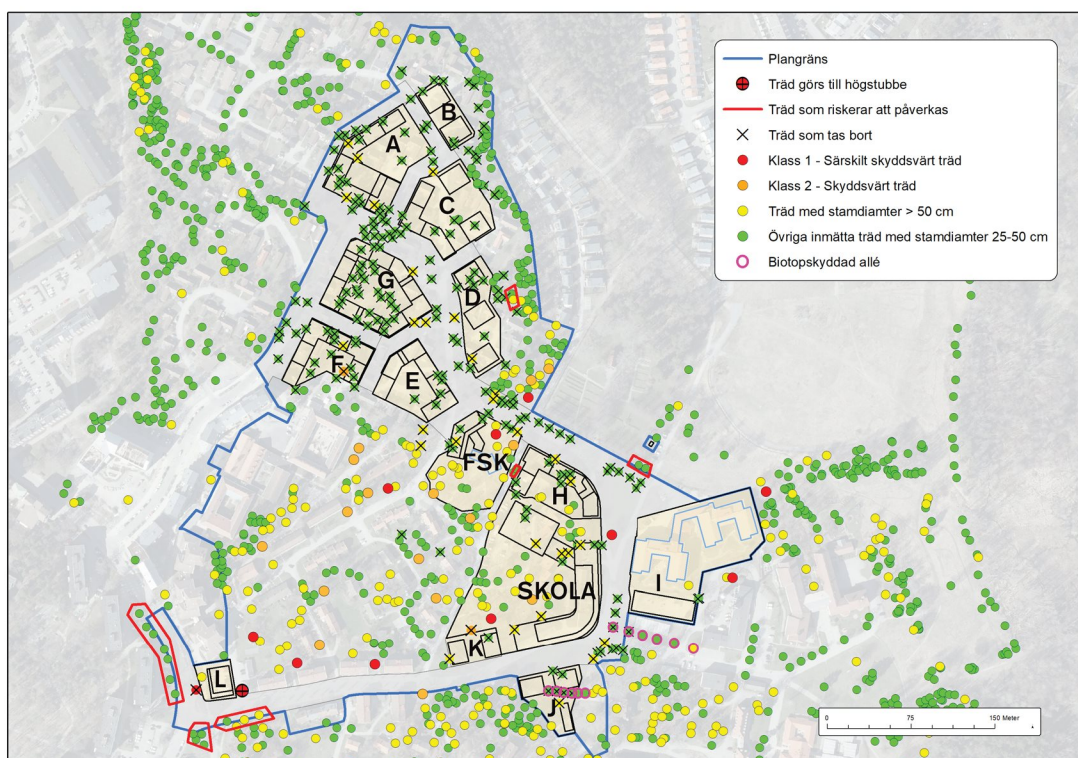 Plangräns
Träd görs till högstubbe
Träd som riskerar att påverkas
Träd som tas bort
Klass 1 - Särskilt skyddsvärt träd
Klass 2 - Skyddsvärt träd
Träd med stamdiamter > 50 cm
Övriga inmätta träd med stamdiamter 25-50 cm
Biotopskyddad allé
B
A
C
G
D
F
E
FSK
H
I
SKOLA
K
L
J
0 75 150 Meter